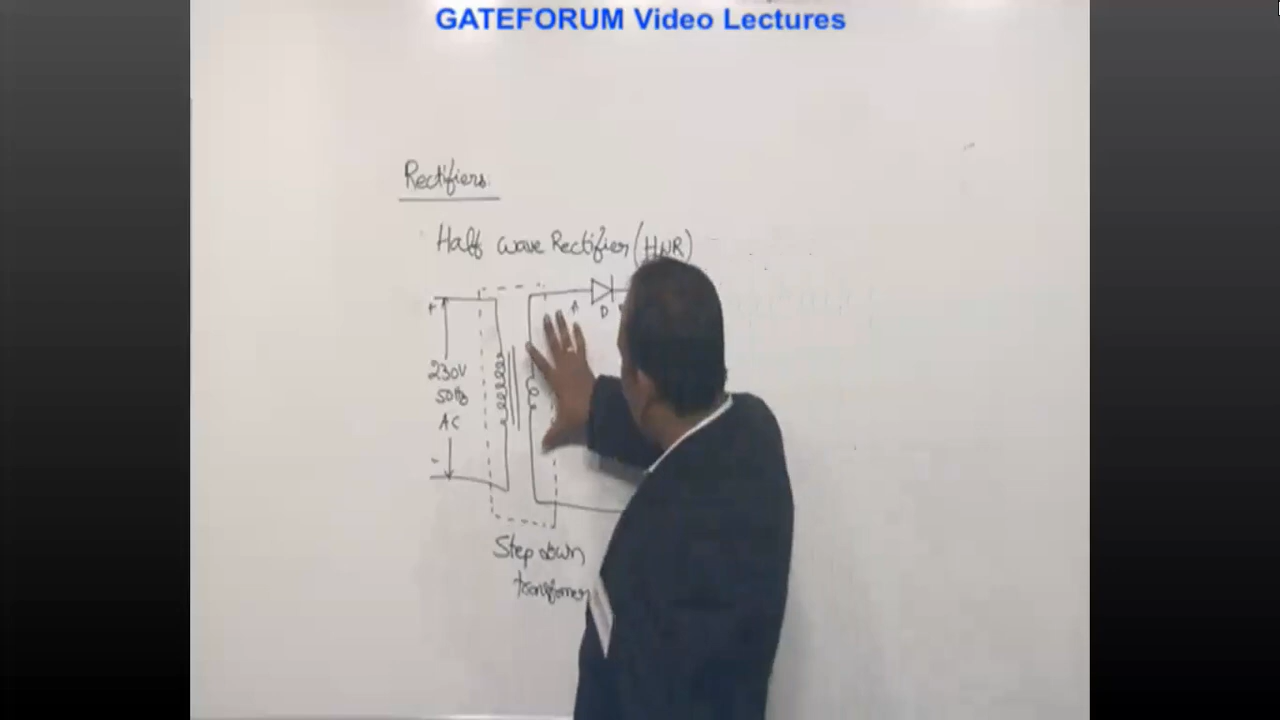 GATEFORUM Video Lectures
Rectifiers
Half wave Rectifier (HWR)
+
A
D
230V
50Hz
AC
-
Step down
transformer